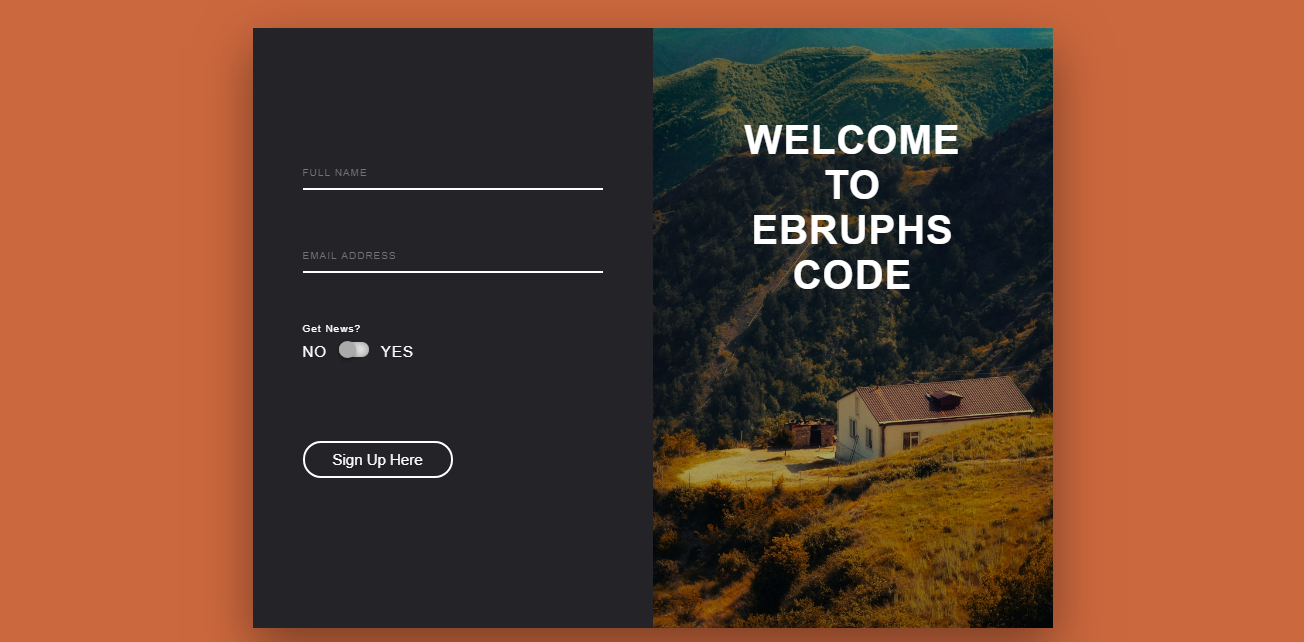 FULL NAME
EMAIL ADDRESS
Get News?
NO YES
Sign Up Here
WELCOME
TO
EBRUPHS
CODE